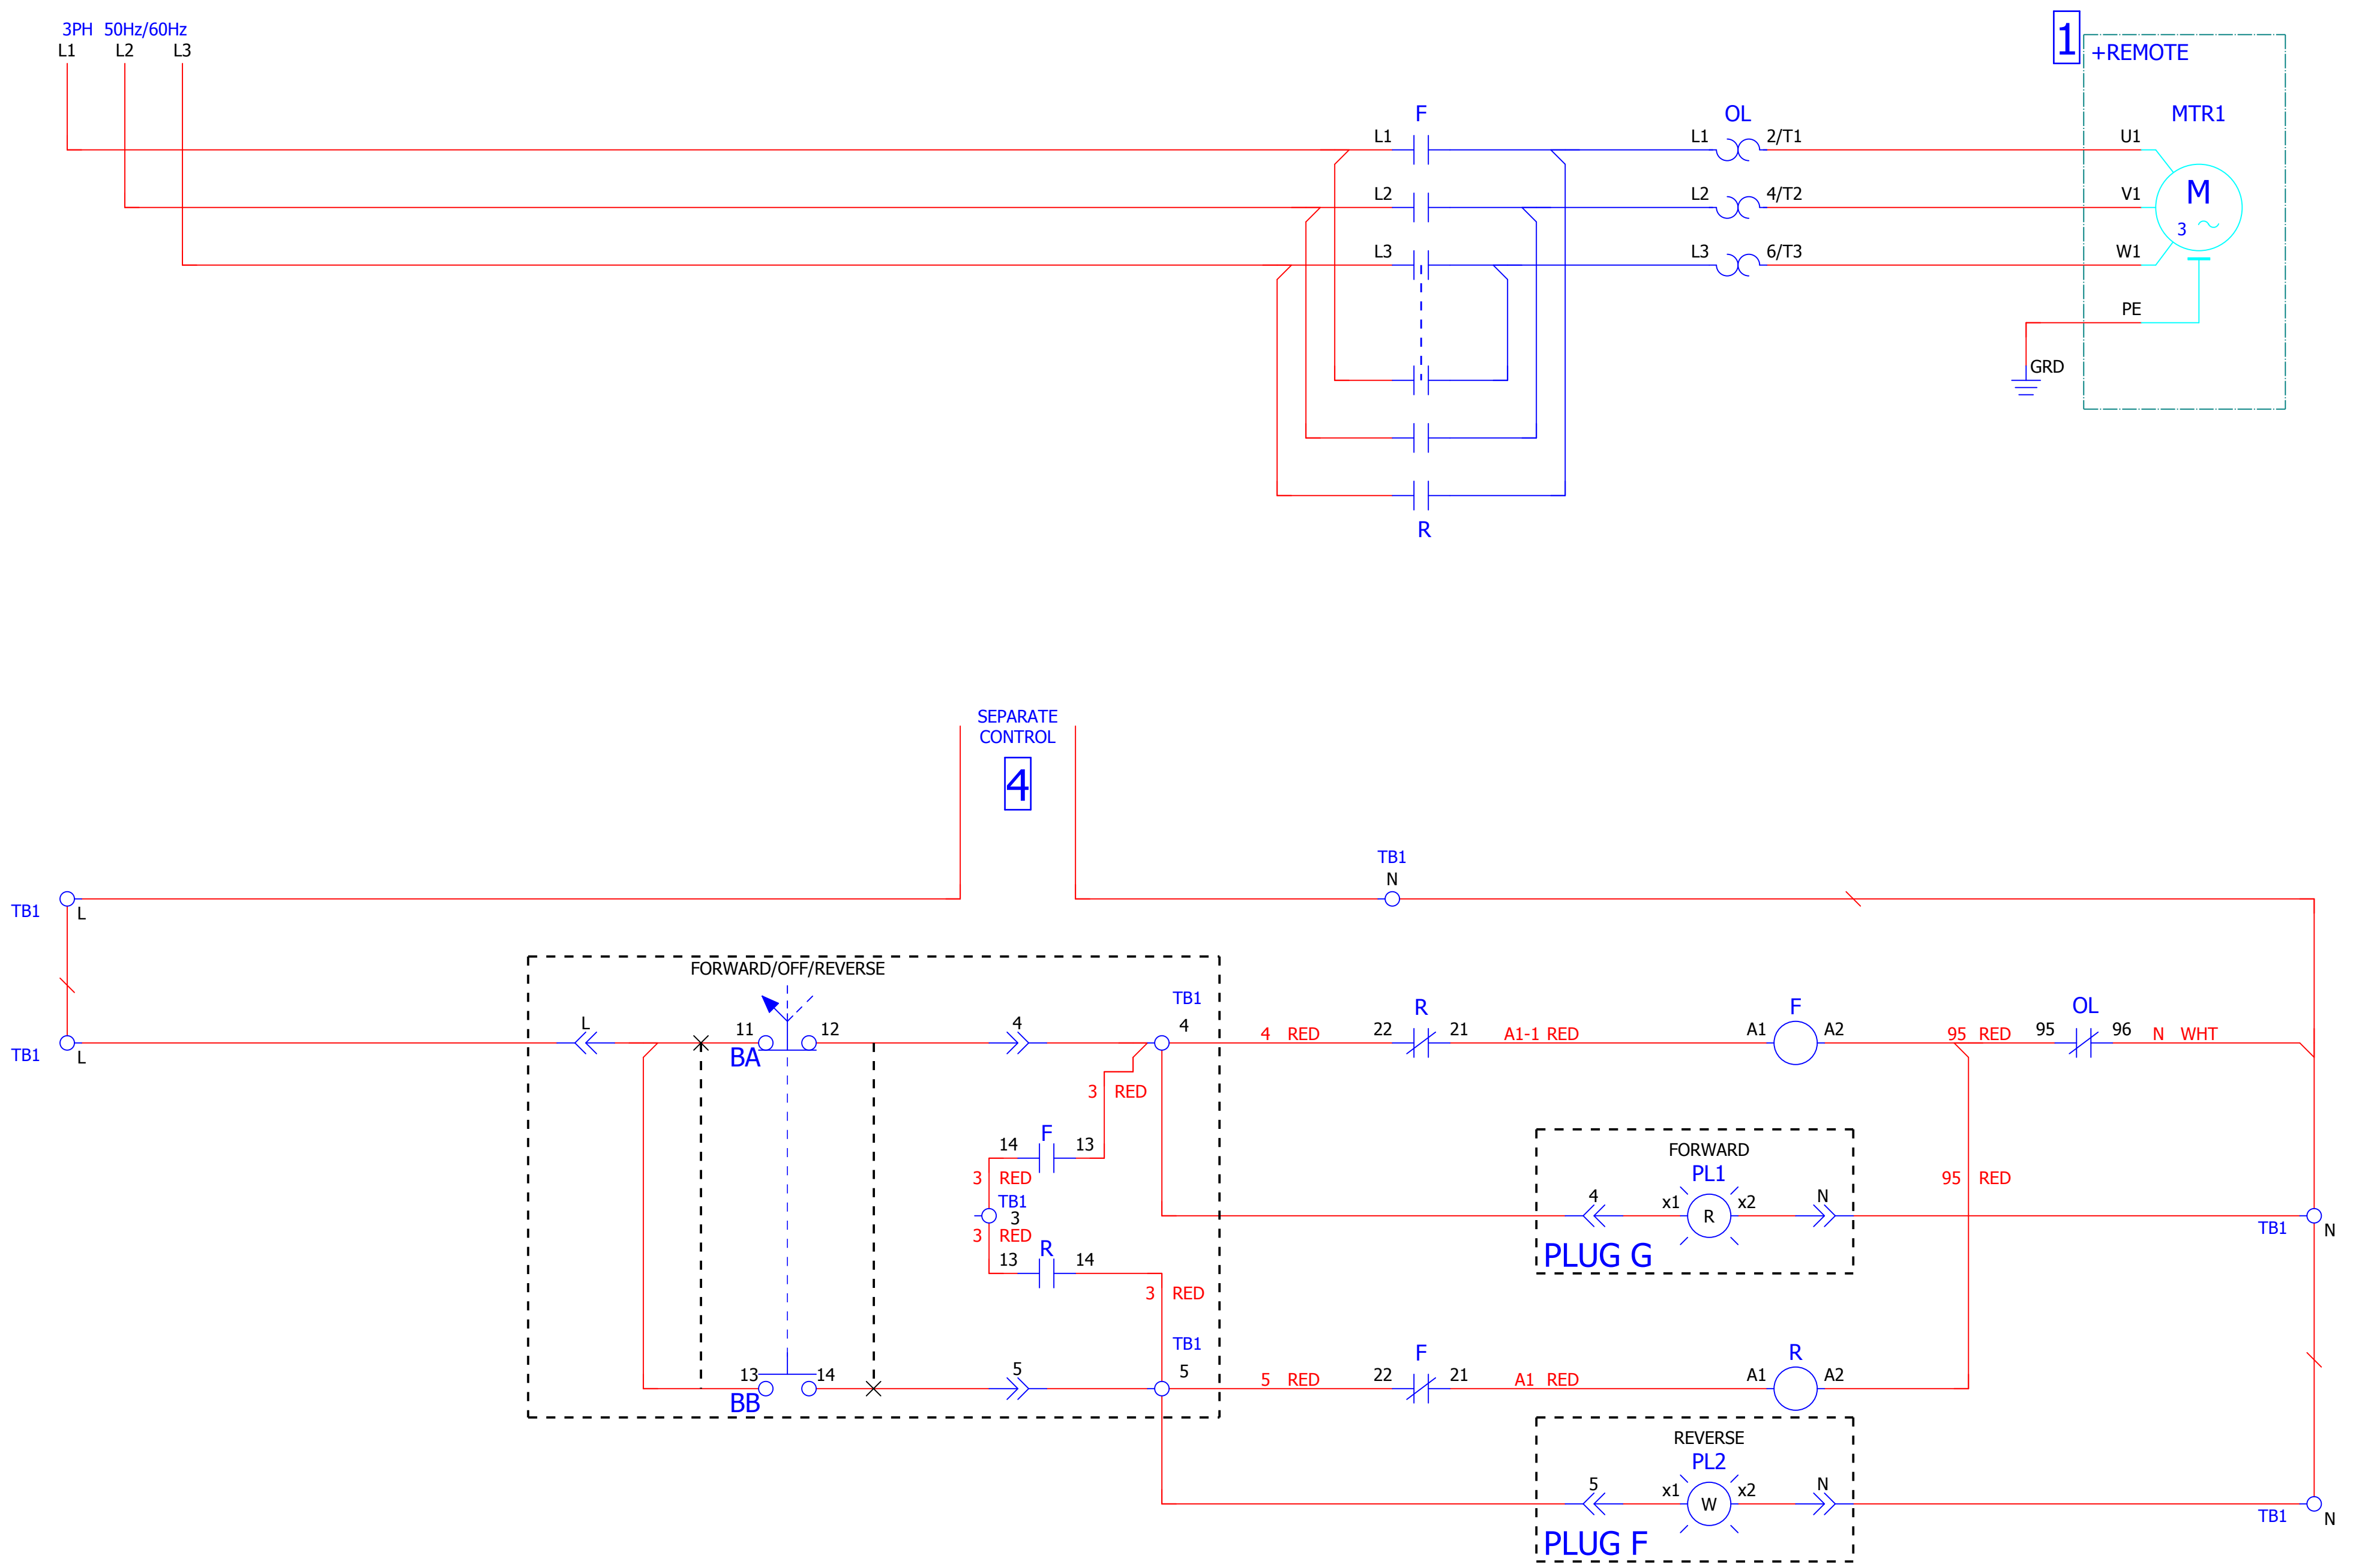 3PH 50Hz/60Hz
L1 L2 L3
1
+REMOTE
MTR1
F
OL
L1
L1
2/T1
U1
L2
L2
4/T2
V1
M
3
L3
L3
6/T3
W1
PE
GRD
R
SEPARATE
CONTROL
4
TB1
N
TB1
L
FORWARD/OFF/REVERSE
TB1
L
L
11
12
BA
4
TB1
4
4 RED
22
R
21
A1-1 RED
F
A1
A2
95 RED
95
OL
96
N WHT
3 RED
14
F
13
3 RED
TB1
3
3 RED
13
R
14
3 RED
FORWARD
PL1
4
x1
R
x2
N
PLUG G
95 RED
TB1
N
13
14
BB
5
TB1
5
5 RED
22
F
21
A1 RED
R
A1
A2
REVERSE
PL2
5
x1
W
x2
N
PLUG F
TB1
N